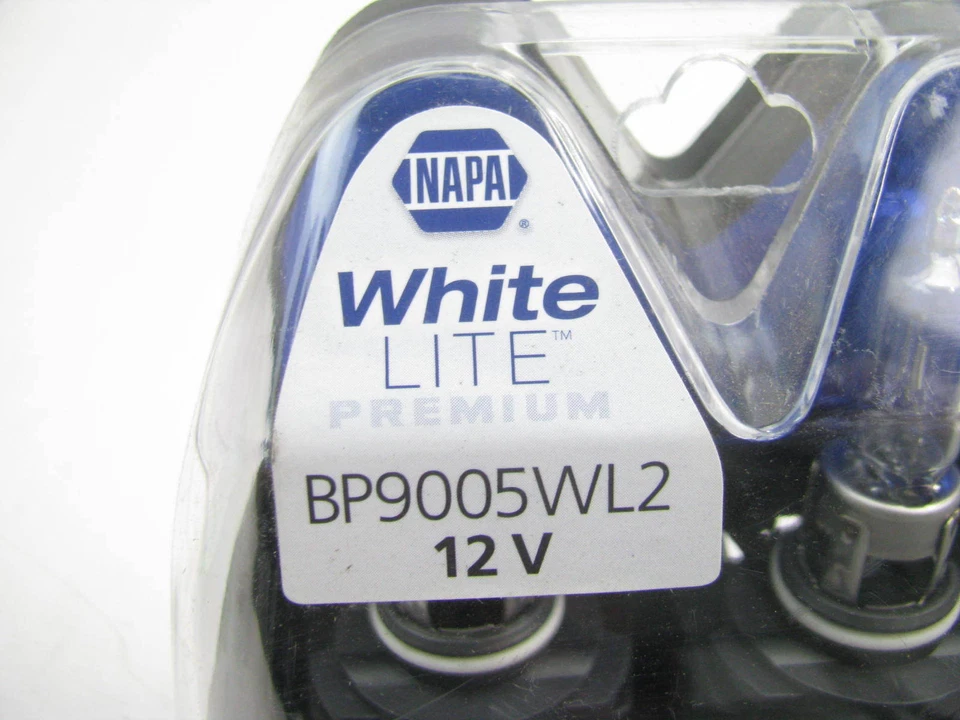 NAPA®
White
LITE™
PREMIUM
BP9005WL2
12 V